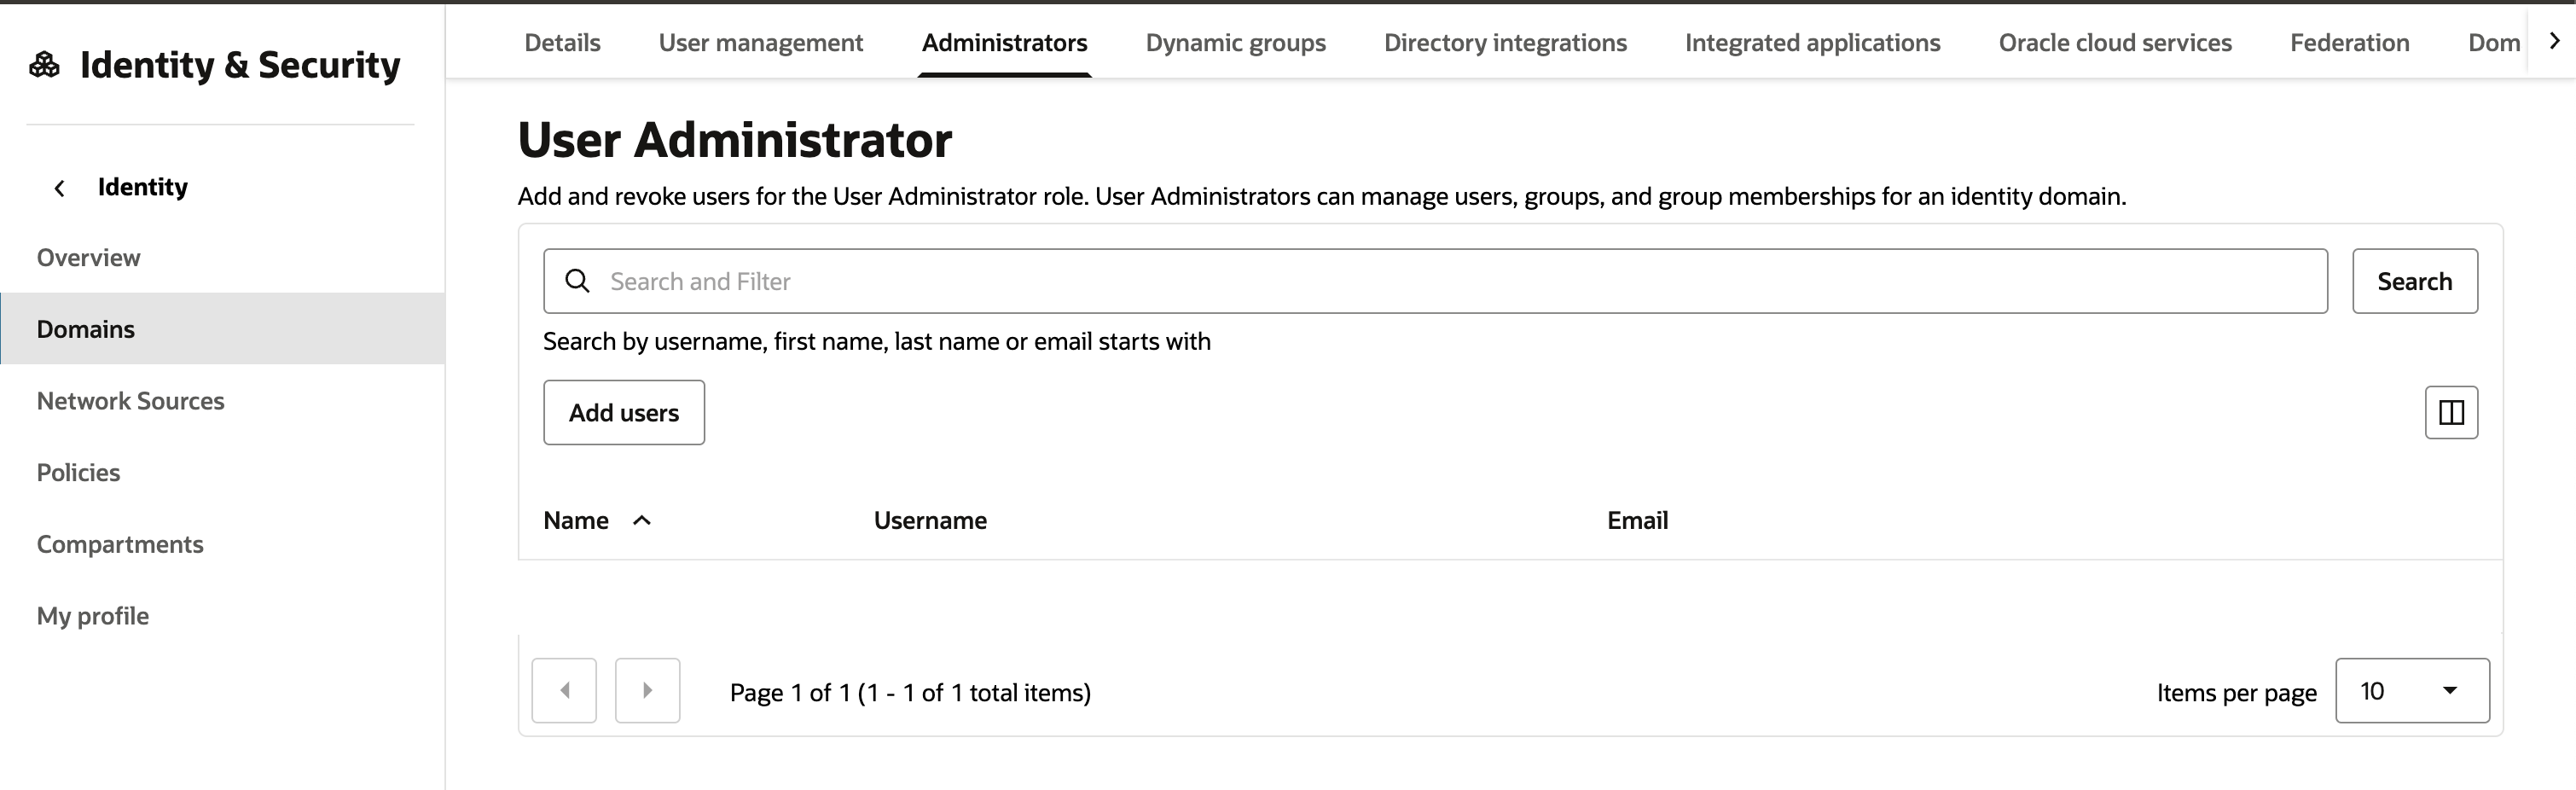 Identity & Security
Identity
Overview
Domains
Network Sources
Policies
Compartments
My profile
Details User management Administrators Dynamic groups Directory integrations Integrated applications Oracle cloud services Federation Dom
User Administrator
Add and revoke users for the User Administrator role. User Administrators can manage users, groups, and group memberships for an identity domain.
Search and Filter Search
Search by username, first name, last name or email starts with
Add users
Name Username Email
Page 1 of 1 (1 - 1 of 1 total items) Items per page 10